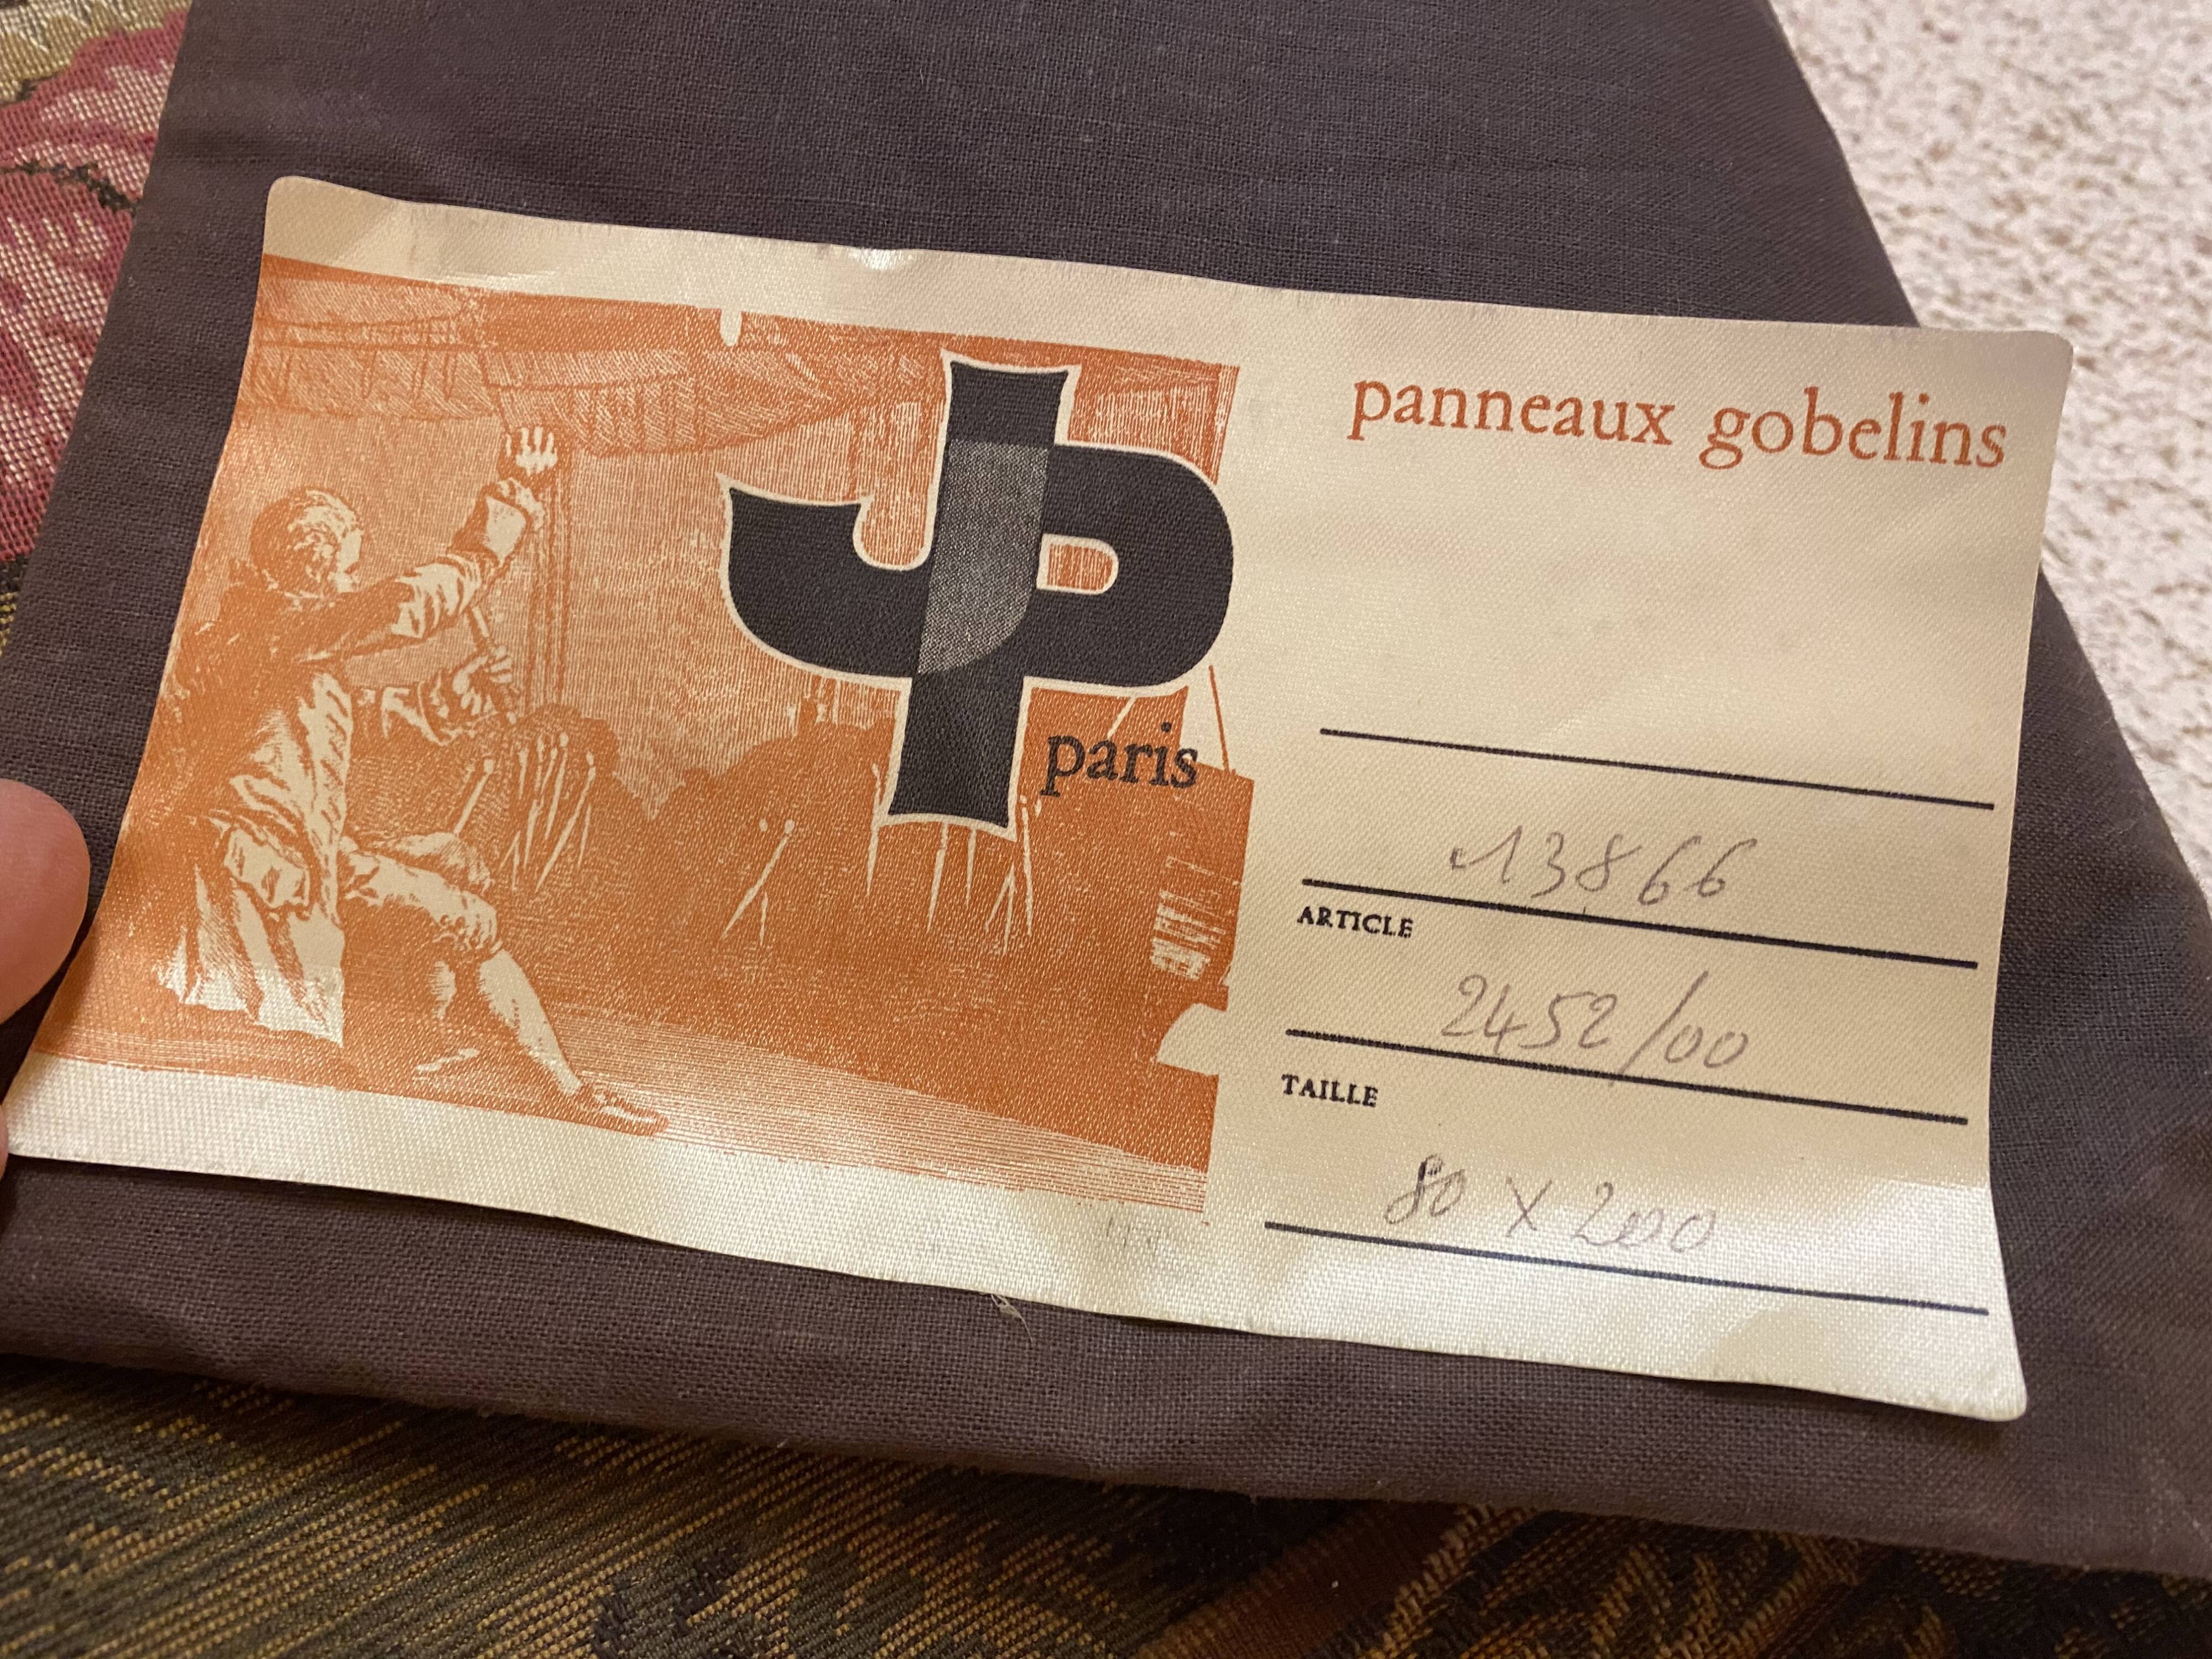 JP
paris
panneaux gobelins
13866
ARTICLE
2452/00
TAILLE
80 x 200